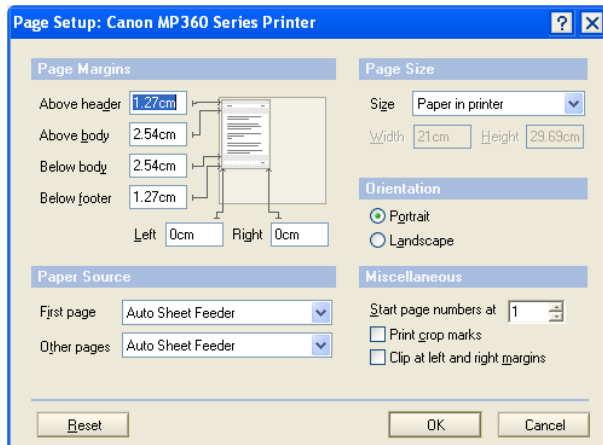 Page Setup: Canon MP360 Series Printer
Page Margins
Above header 1.27cm
Above body 2.54cm
Below body 2.54cm
Below footer 1.27cm
Left 0cm Right 0cm
Paper Source
First page Auto Sheet Feeder
Other pages Auto Sheet Feeder
Page Size
Size Paper in printer
Width 21cm Height 29.69cm
Orientation
Portrait
Landscape
Miscellaneous
Start page numbers at 1
Print crop marks
Clip at left and right margins
Reset OK Cancel